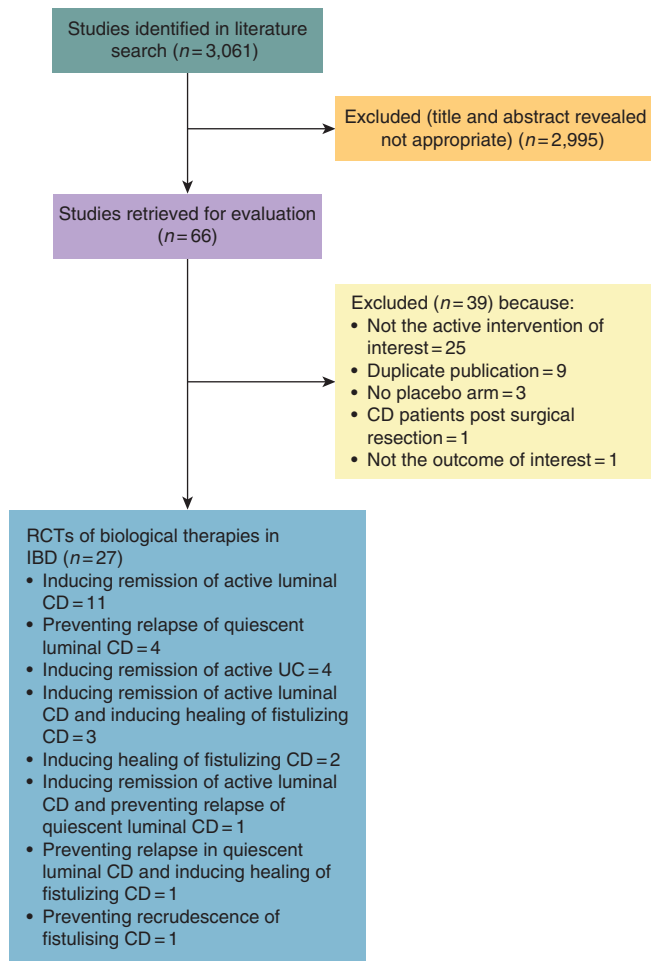 Studies identified in literature
search (n=3,061)
Excluded (title and abstract revealed
not appropriate) (n=2,995)
Studies retrieved for evaluation
(n=66)
Excluded (n=39) because:
• Not the active intervention of
interest=25
• Duplicate publication=9
• No placebo arm=3
• CD patients post surgical
resection=1
• Not the outcome of interest=1
RCTs of biological therapies in
IBD (n=27)
• Inducing remission of active luminal
CD=11
• Preventing relapse of quiescent
luminal CD=4
• Inducing remission of active UC=4
• Inducing remission of active luminal
CD and inducing healing of fistulizing
CD=3
• Inducing healing of fistulizing CD=2
• Inducing remission of active luminal
CD and preventing relapse of
quiescent luminal CD=1
• Preventing relapse in quiescent
luminal CD and inducing healing of
fistulizing CD=1
• Preventing recrudescence of
fistulising CD=1